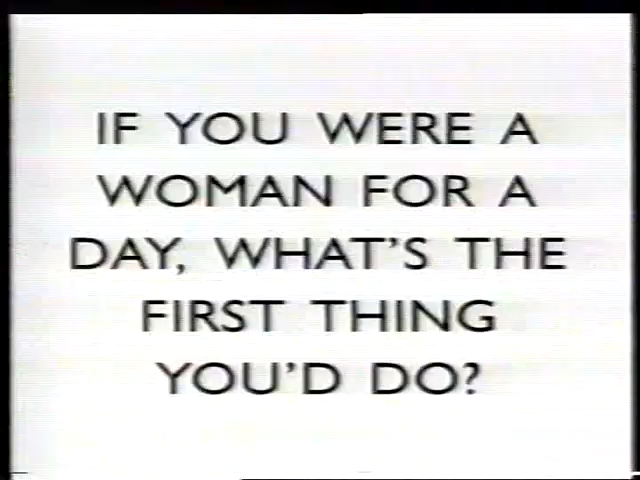 IF YOU WERE A
WOMAN FOR A
DAY, WHAT'S THE
FIRST THING
YOU'D DO?